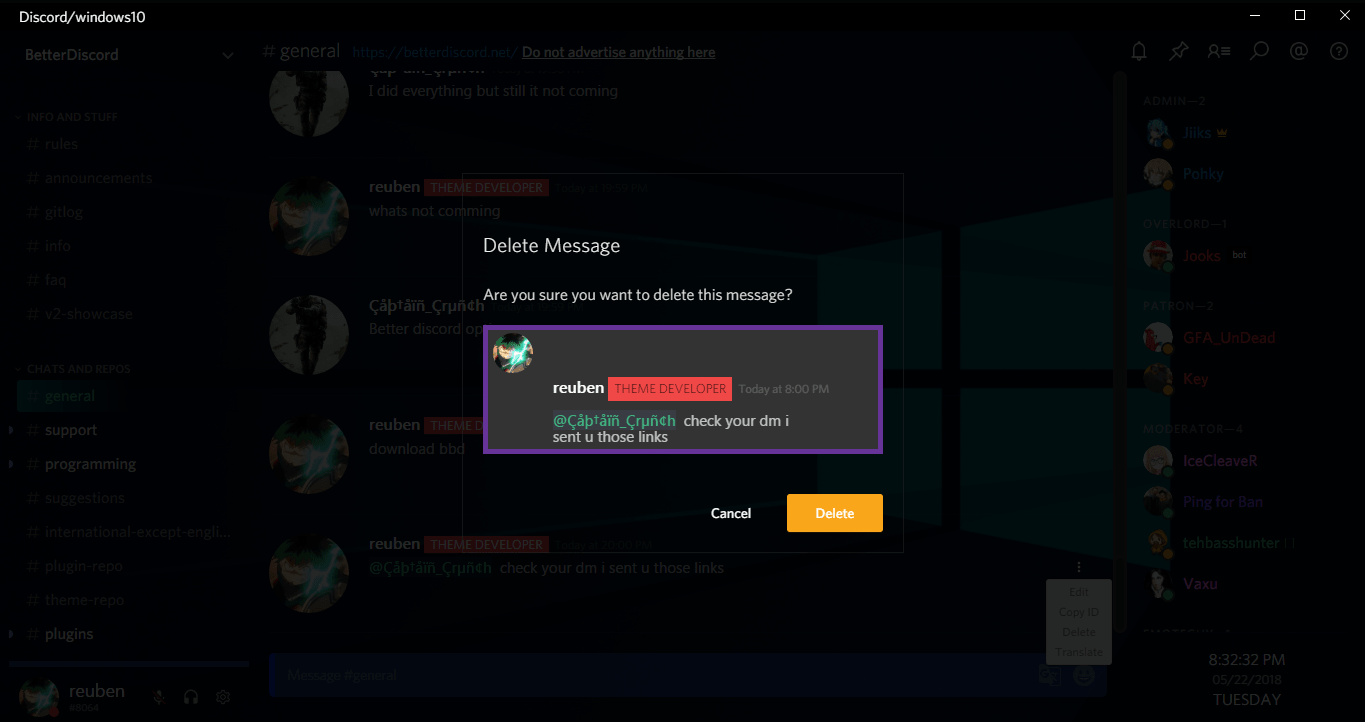 Discord/windows10
BetterDiscord
# general https://betterdiscord.net/ Do not advertise anything here
I did everything but still it not coming
INFO AND STUFF
# rules
# announcements
# gitlog
# info
# faq
# v2-showcase
CHATS AND REPOS
# general
# support
# programming
# suggestions
# international-except-engli...
# plugin-repo
# theme-repo
# plugins
reuben
#8064
reuben THEME DEVELOPER Today at 19:59 PM
whats not comming
Çåþ†åïñ_Çrµñ¢h
Better discord op
reuben THEME D
download bbd
reuben THEME DEVELOPER Today at 8:00 PM
@Çåþ†åïñ_Çrµñ¢h check your dm i sent u those links
Message #general
Delete Message
Are you sure you want to delete this message?
reuben THEME DEVELOPER Today at 8:00 PM
@Çåþ†åïñ_Çrµñ¢h check your dm i
sent u those links
Cancel Delete
Edit
Copy ID
Delete
Translate
ADMIN—2
Jiiks
Pohky
OVERLORD—1
Jooks bot
PATRON—2
GFA_UnDead
Key
MODERATOR—4
IceCleaveR
Ping for Ban
tehbasshunter
Vaxu
8:32:32 PM
05/22/2018
TUESDAY